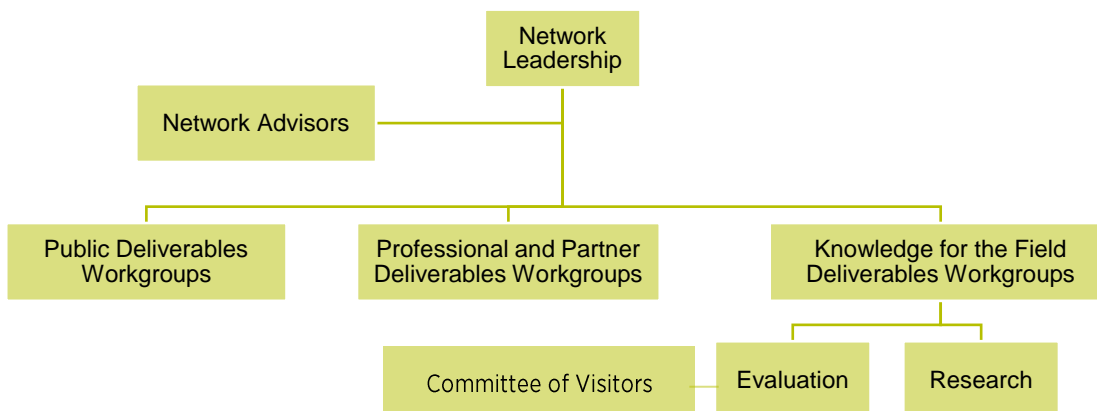 Network
Leadership
Network Advisors
Public Deliverables
Workgroups
Professional and Partner
Deliverables Workgroups
Knowledge for the Field
Deliverables Workgroups
Committee of Visitors
Evaluation
Research